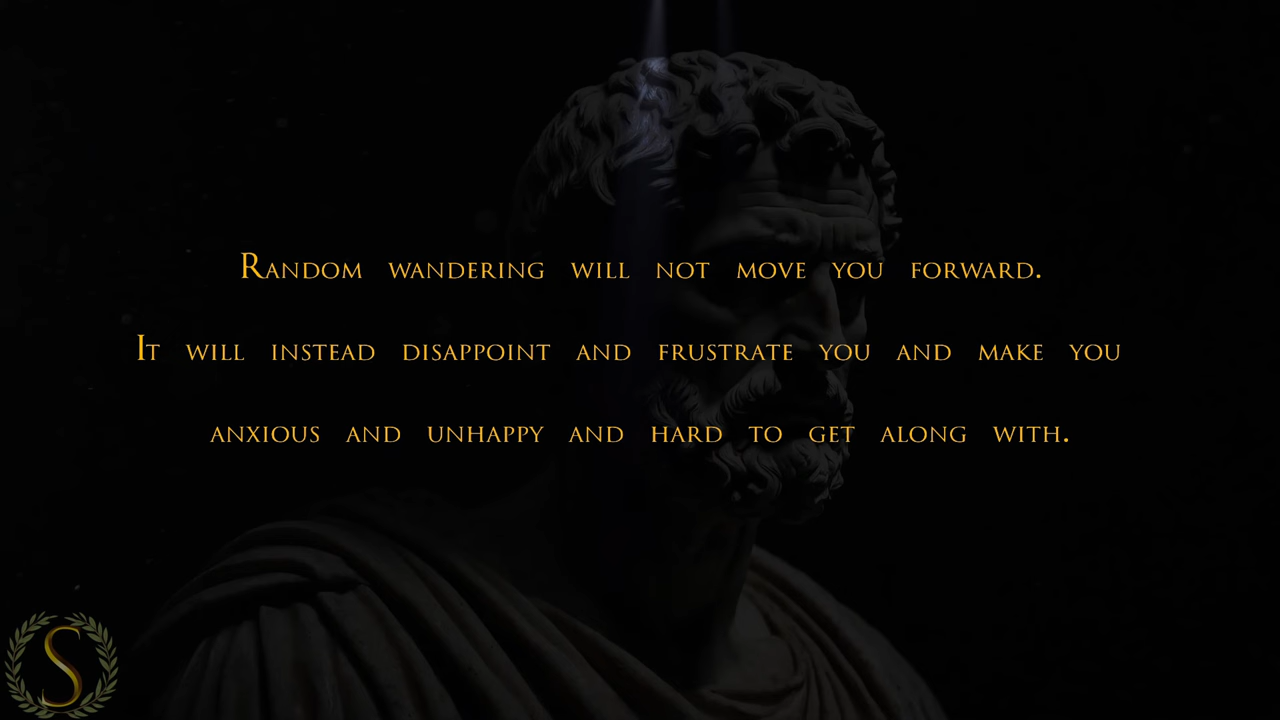 Random wandering will not move you forward.
It will instead disappoint and frustrate you and make you
anxious and unhappy and hard to get along with.
S